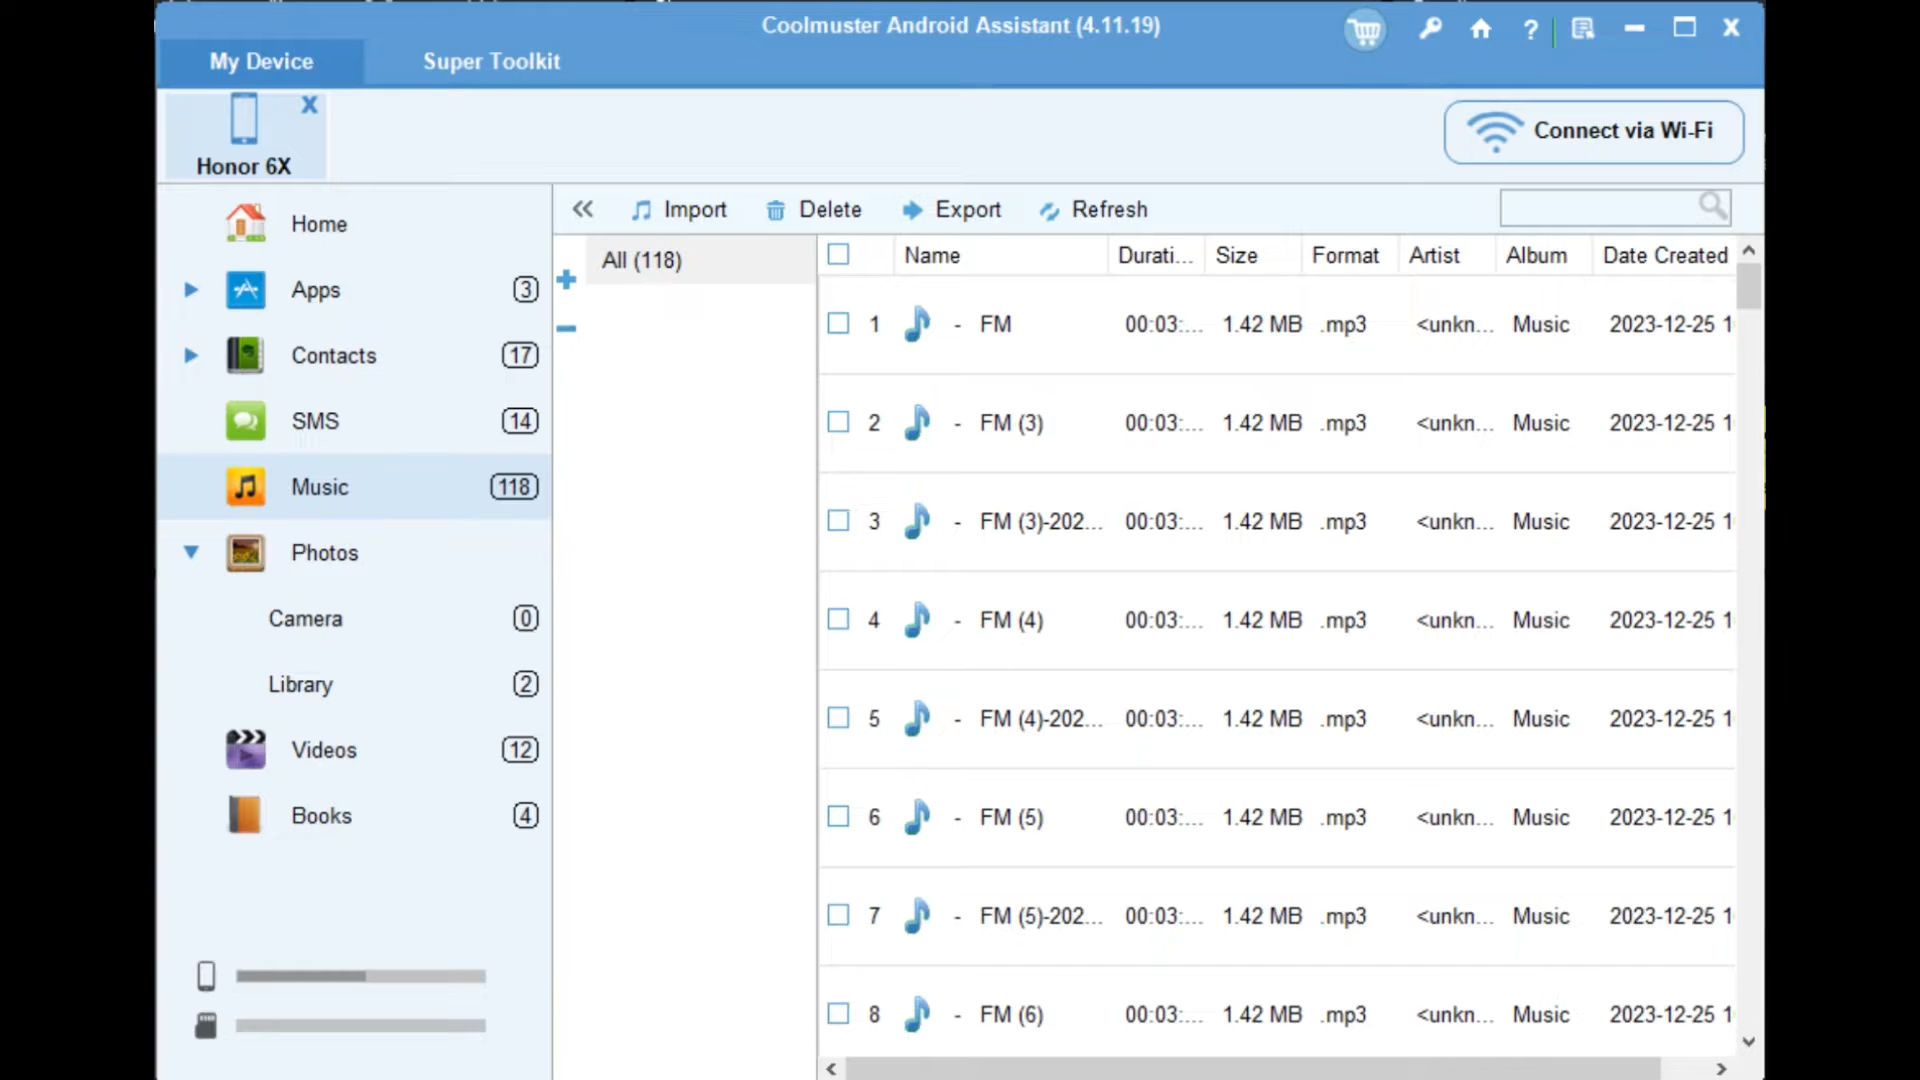 Coolmuster Android Assistant (4.11.19)
?
X
My Device
Super Toolkit
X
Honor 6X
Connect via Wi-Fi
Home
Apps
3
Contacts
17
SMS
14
Music
118
Photos
Camera
0
Library
2
Videos
12
Books
4
Import
Delete
Export
Refresh
All (118)
Name Durati... Size Format Artist Album Date Created
1 - FM 00:03:... 1.42 MB .mp3 <unkn... Music 2023-12-25 1
2 - FM (3) 00:03:... 1.42 MB .mp3 <unkn... Music 2023-12-25 1
3 - FM (3)-202... 00:03:... 1.42 MB .mp3 <unkn... Music 2023-12-25 1
4 - FM (4) 00:03:... 1.42 MB .mp3 <unkn... Music 2023-12-25 1
5 - FM (4)-202... 00:03:... 1.42 MB .mp3 <unkn... Music 2023-12-25 1
6 - FM (5) 00:03:... 1.42 MB .mp3 <unkn... Music 2023-12-25 1
7 - FM (5)-202... 00:03:... 1.42 MB .mp3 <unkn... Music 2023-12-25 1
8 - FM (6) 00:03:... 1.42 MB .mp3 <unkn... Music 2023-12-25 1